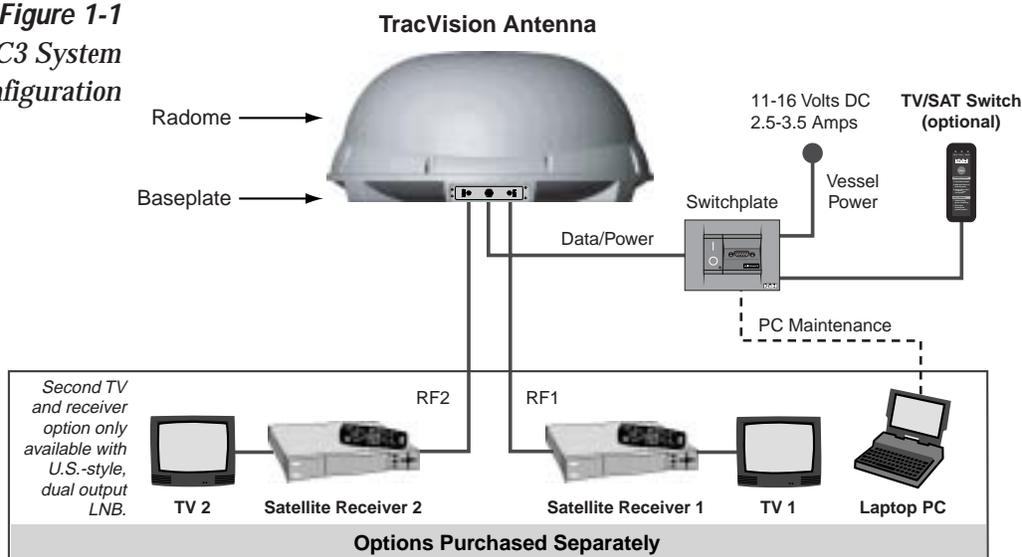 Figure 1-1
C3 System
nfiguration
TracVision Antenna
Radome
Baseplate
11-16 Volts DC
2.5-3.5 Amps
TV/SAT Switch
(optional)
Vessel
Power
Switchplate
Data/Power
PC Maintenance
Second TV
and receiver
option only
available with
U.S.-style,
dual output
LNB.
RF2
RF1
TV 2
Satellite Receiver 2
Satellite Receiver 1
TV 1
Laptop PC
Options Purchased Separately